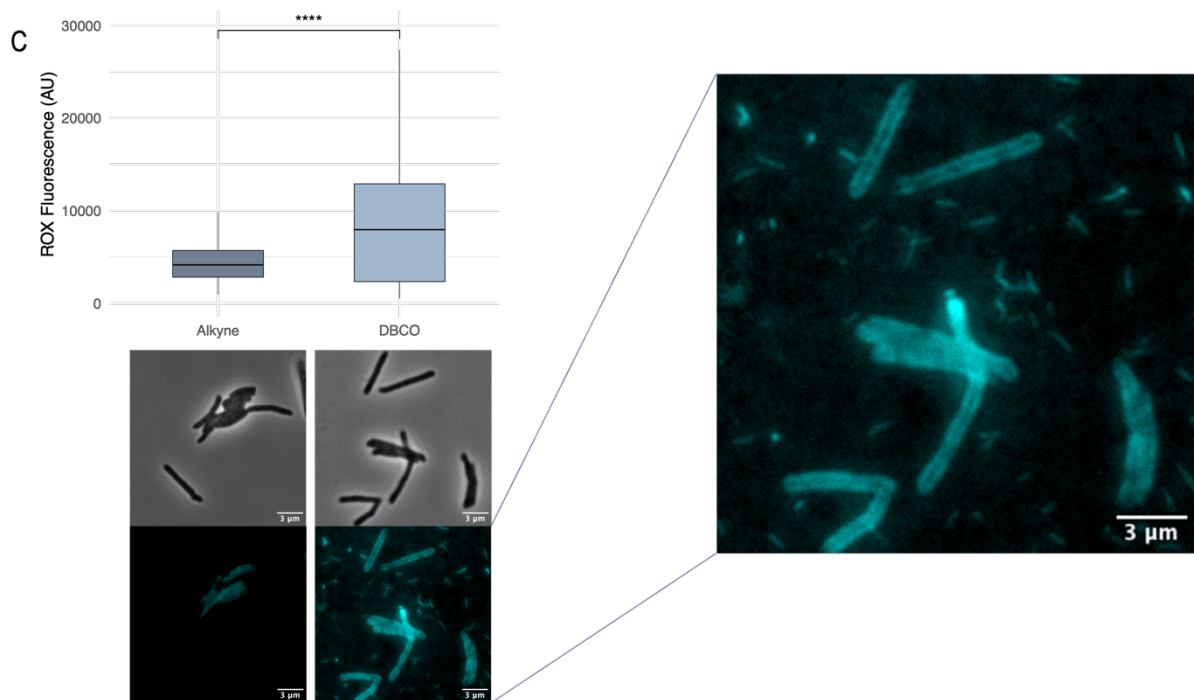 C
ROX Fluorescence (AU)
30000
20000
10000
0
****
Alkyne
DBCO
3 µm
3 µm
3 µm
3 µm
3 µm